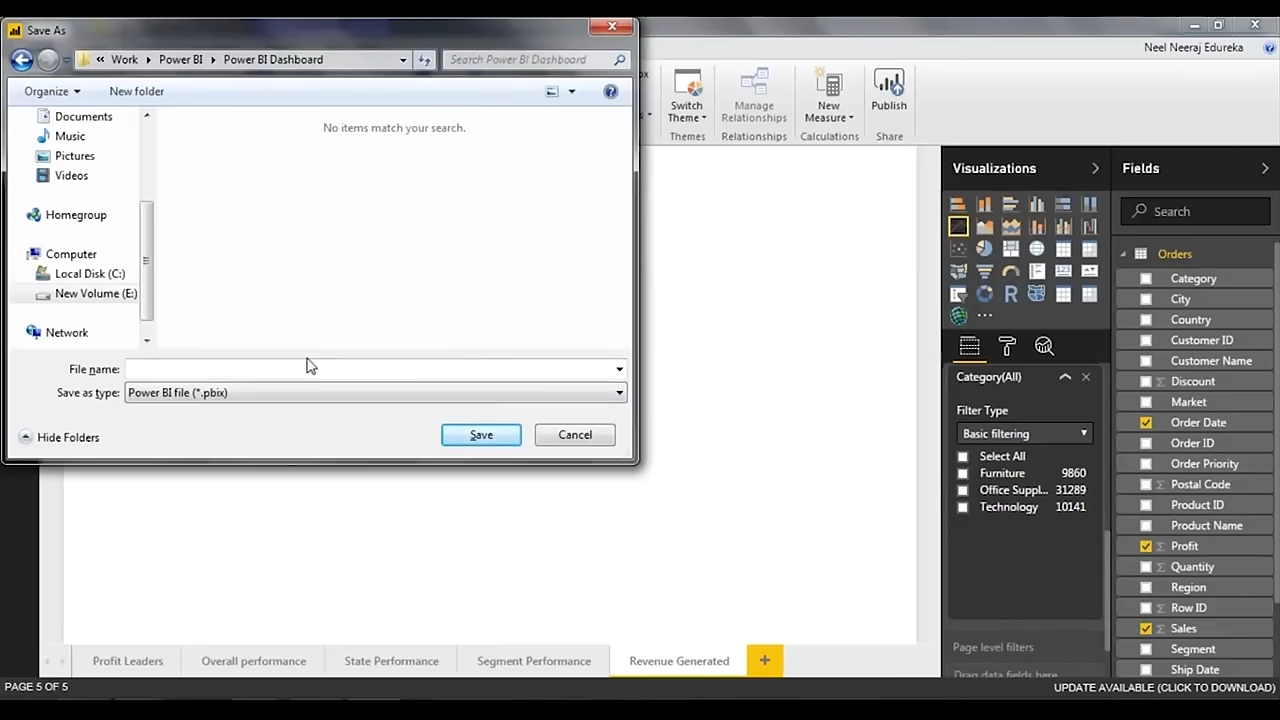 Save As
« Work Power BI Power BI Dashboard
Search Power BI Dashboard
Organize
New folder
Documents
Music
Pictures
Videos
Homegroup
Computer
Local Disk (C:)
New Volume (E:)
Network
No items match your search.
File name:
Save as type: Power BI file (*.pbix)
Hide Folders
Save
Cancel
Neel Neeraj Edureka
Switch Theme
Themes
Manage Relationships
Relationships
New Measure
Calculations
Publish
Share
Visualizations
R
123
Category(All)
Filter Type
Basic filtering
Select All
Furniture 9860
Office Suppl... 31289
Technology 10141
Page level filters
Drag data fields here
Fields
Search
Orders
Category
City
Country
Customer ID
Customer Name
Σ Discount
Market
Order Date
Order ID
Order Priority
Σ Postal Code
Product ID
Product Name
Σ Profit
Σ Quantity
Region
Σ Row ID
Σ Sales
Segment
Ship Date
Profit Leaders
Overall performance
State Performance
Segment Performance
Revenue Generated
+
PAGE 5 OF 5
UPDATE AVAILABLE (CLICK TO DOWNLOAD)